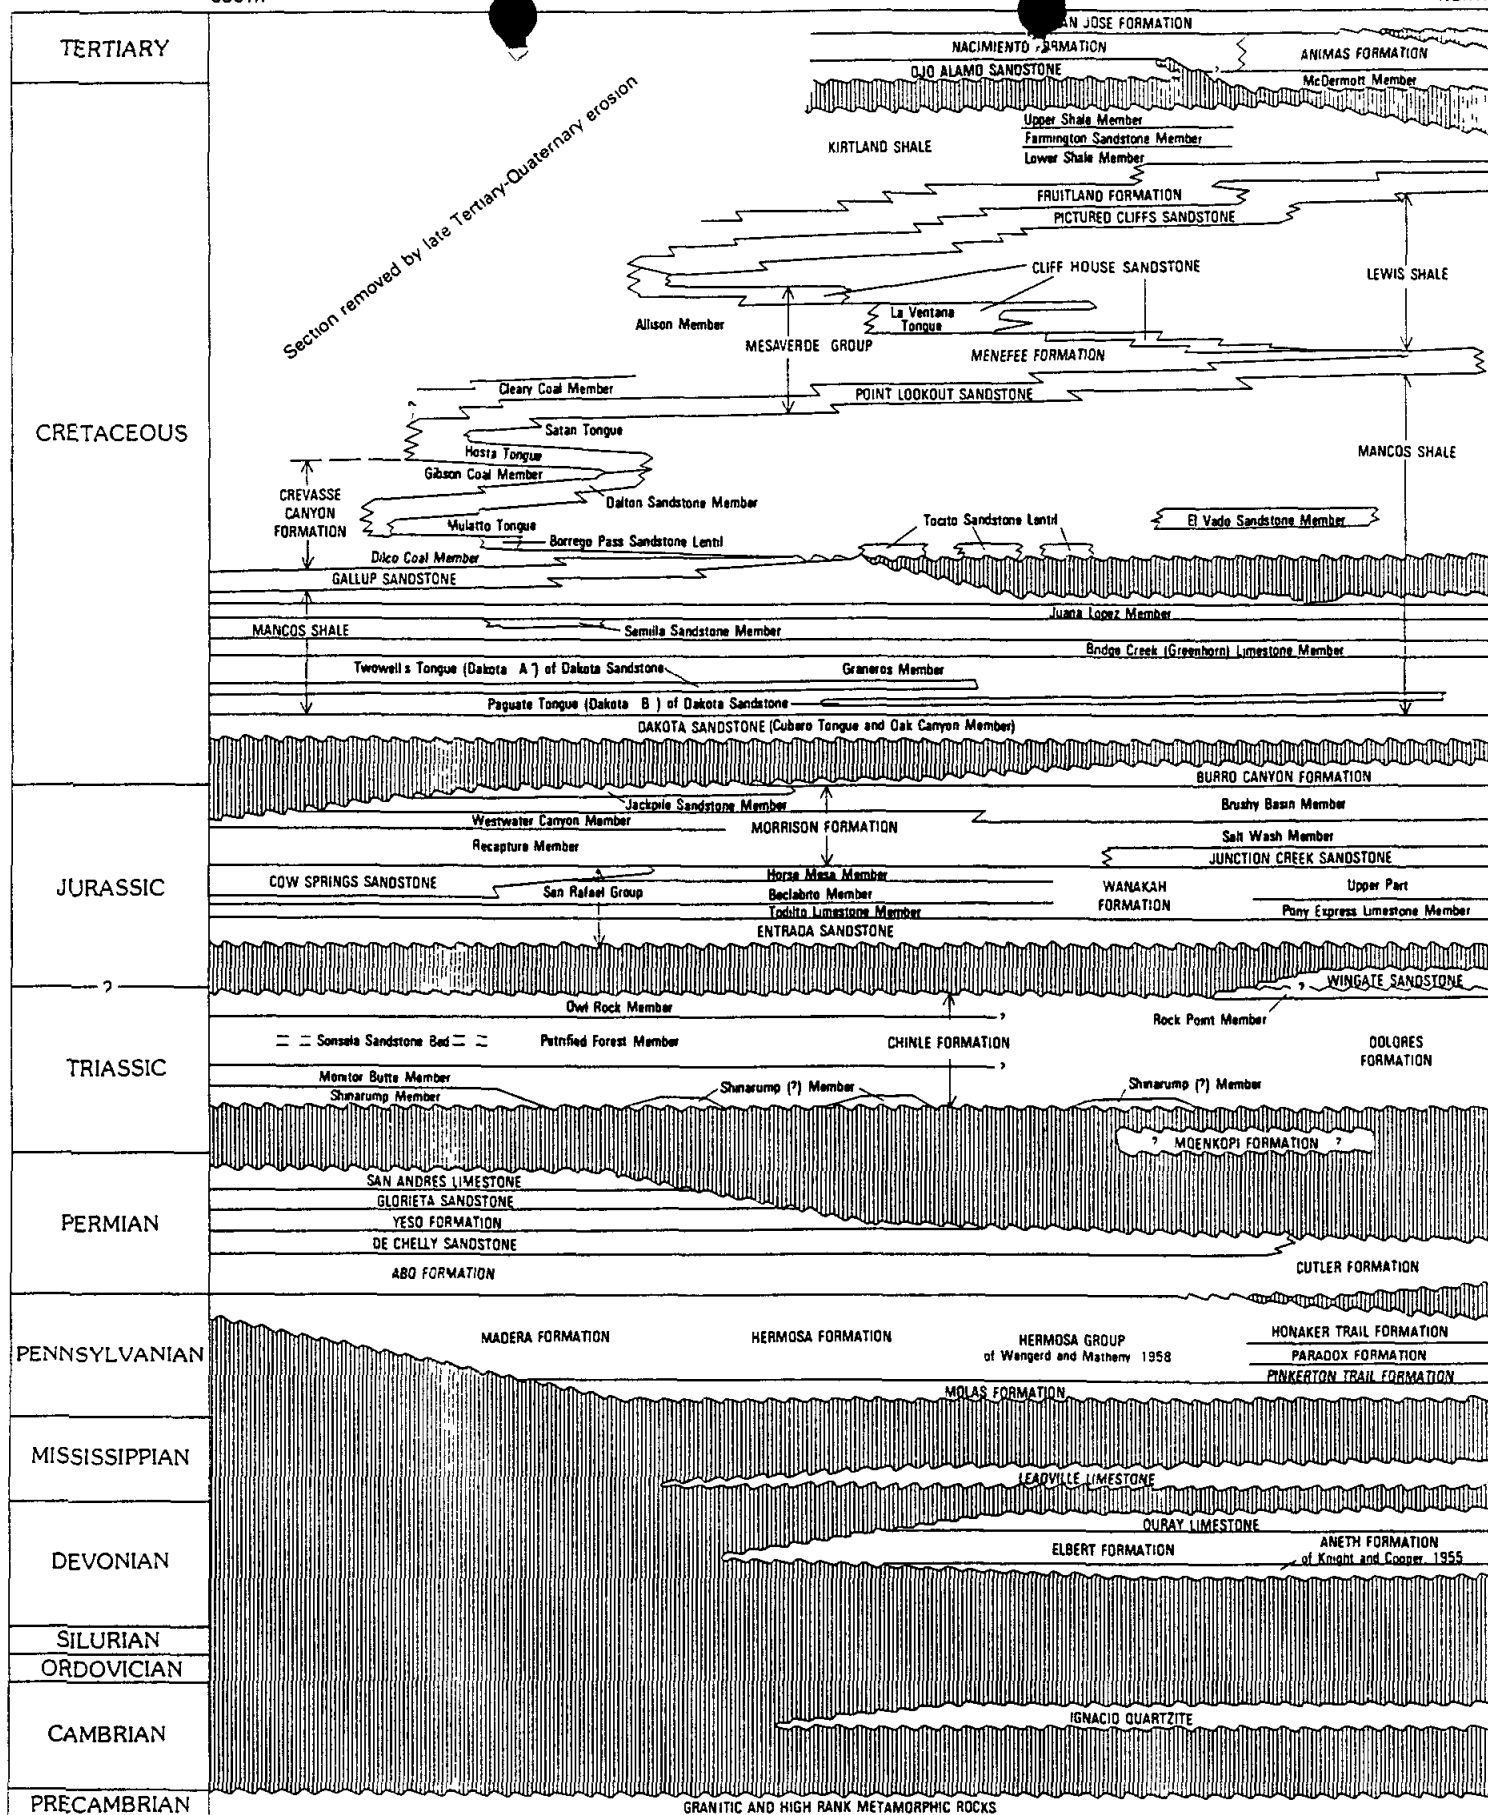 TERTIARY
AN JOSE FORMATION
NACIMIENTO
ANIMAS FORMATION
OJO ALAMO SANDSTONE
?
McDermott Member
Section removed by late Tertiary-Quaternary erosion
Upper Shale Member
KIRTLAND SHALE
Farmington Sandstone Member
Lower Shale Member
FRUITLAND FORMATION
PICTURED CLIFFS SANDSTONE
CLIFF HOUSE SANDSTONE
LEWIS SHALE
La Ventana
Tongue
Allison Member
MESAVERDE GROUP
MENEFEE FORMATION
Cleary Coal Member
POINT LOOKOUT SANDSTONE
?
CRETACEOUS
Satan Tongue
Hosta Tongue
MANCOS SHALE
Gibson Coal Member
CREVASSE
CANYON
FORMATION
Dalton Sandstone Member
Mulatto Tongue
Tocito Sandstone Lentil
El Vado Sandstone Member
Borrego Pass Sandstone Lentil
Dilco Coal Member
GALLUP SANDSTONE
Juana Lopez Member
MANCOS SHALE
Semilla Sandstone Member
Bridge Creek (Greenhorn) Limestone Member
Twowells Tongue (Dakota A ) of Dakota Sandstone
Graneros Member
Paguate Tongue (Dakota B ) of Dakota Sandstone
DAKOTA SANDSTONE (Cubero Tongue and Oak Canyon Member)
BURRO CANYON FORMATION
Jackpile Sandstone Member
Brushy Basin Member
Westwater Canyon Member
MORRISON FORMATION
Recapture Member
Salt Wash Member
JUNCTION CREEK SANDSTONE
JURASSIC
COW SPRINGS SANDSTONE
Horse Mesa Member
San Rafael Group
Beclabito Member
WANAKAH
FORMATION
Upper Part
Todilto Limestone Member
Pony Express Limestone Member
ENTRADA SANDSTONE
?
? WINGATE SANDSTONE
Owl Rock Member
?
Rock Point Member
TRIASSIC
Sonsela Sandstone Bed
Petrified Forest Member
CHINLE FORMATION
DOLORES
FORMATION
?
Monitor Butte Member
Shinarump Member
Shinarump (?) Member
Shinarump (?) Member
? MOENKOPI FORMATION ?
PERMIAN
SAN ANDRES LIMESTONE
GLORIETA SANDSTONE
YESO FORMATION
DE CHELLY SANDSTONE
ABO FORMATION
CUTLER FORMATION
PENNSYLVANIAN
MADERA FORMATION
HERMOSA FORMATION
HERMOSA GROUP
of Wengerd and Matheny 1958
HONAKER TRAIL FORMATION
PARADOX FORMATION
PINKERTON TRAIL FORMATION
MOLAS FORMATION
MISSISSIPPIAN
LEADVILLE LIMESTONE
DEVONIAN
OURAY LIMESTONE
ELBERT FORMATION
ANETH FORMATION
of Knight and Cooper, 1955
SILURIAN
ORDOVICIAN
CAMBRIAN
IGNACIO QUARTZITE
PRECAMBRIAN
GRANITIC AND HIGH RANK METAMORPHIC ROCKS